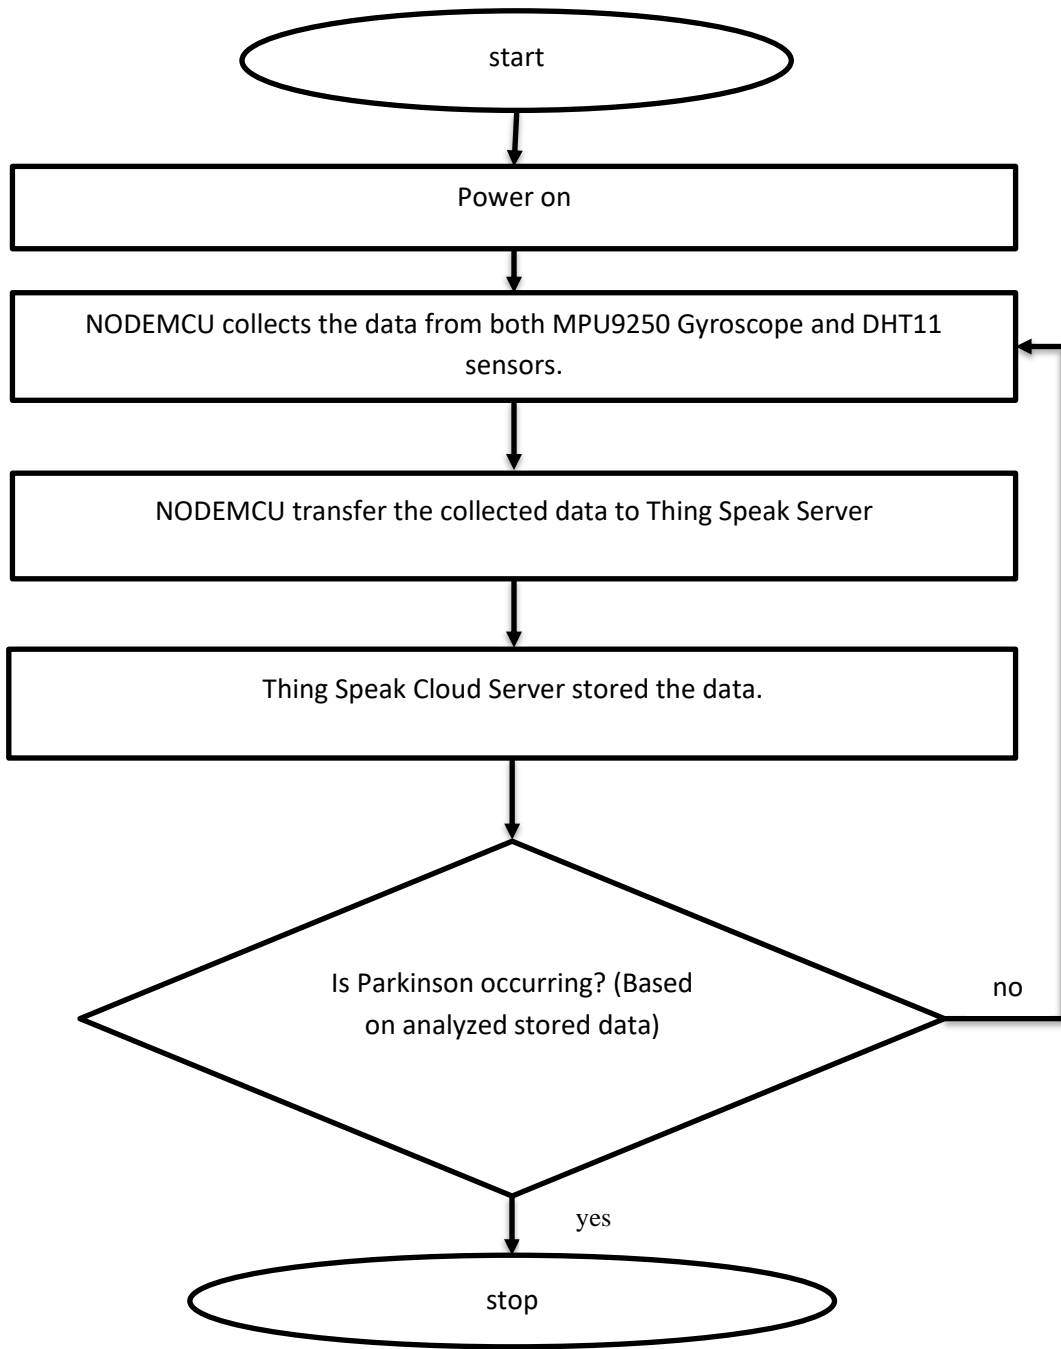 start
Power on
NODEMCU collects the data from both MPU9250 Gyroscope and DHT11
sensors.
NODEMCU transfer the collected data to Thing Speak Server
Thing Speak Cloud Server stored the data.
Is Parkinson occurring? (Based
on analyzed stored data)
no
yes
stop